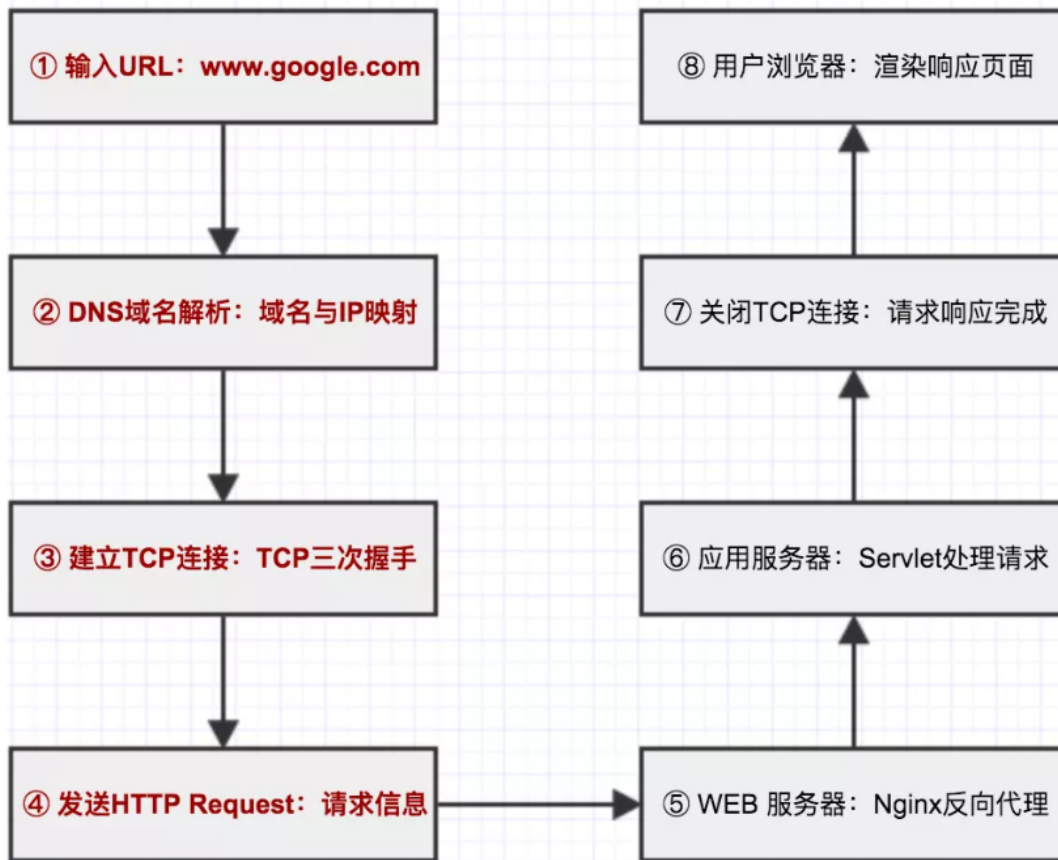 ① 输入URL：www.google.com
② DNS域名解析：域名与IP映射
③ 建立TCP连接：TCP三次握手
④ 发送HTTP Request：请求信息
⑤ WEB 服务器：Nginx反向代理
⑥ 应用服务器：Servlet处理请求
⑦ 关闭TCP连接：请求响应完成
⑧ 用户浏览器：渲染响应页面